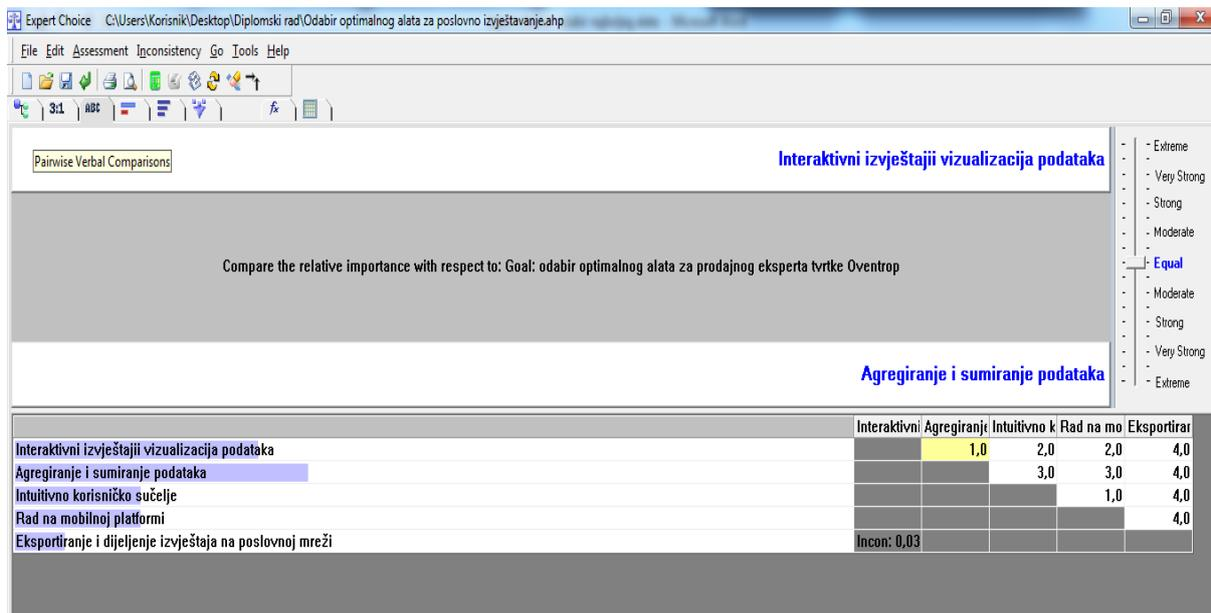 Expert Choice C:\Users\Korisnik\Desktop\Diplomski rad\Odabir optimalnog alata za poslovno izvještavanje.ahp
File Edit Assessment Inconsistency Go Tools Help
3:1 ABC fx
Pairwise Verbal Comparisons
Interaktivni izvještajii vizualizacija podataka
Compare the relative importance with respect to: Goal: odabir optimalnog alata za prodajnog eksperta tvrtke Oventrop
Agregiranje i sumiranje podataka
Extreme
Very Strong
Strong
Moderate
Equal
Moderate
Strong
Very Strong
Extreme
Interaktivni Agregiranje Intuitivno k Rad na mo Eksportirar
Interaktivni izvještajii vizualizacija podataka 1,0 2,0 2,0 4,0
Agregiranje i sumiranje podataka 3,0 3,0 4,0
Intuitivno korisničko sučelje 1,0 4,0
Rad na mobilnoj platformi 4,0
Eksportiranje i dijeljenje izvještaja na poslovnoj mreži Incon: 0,03